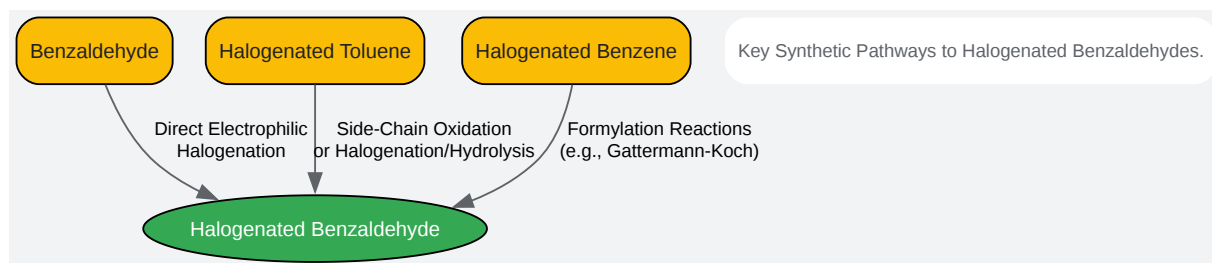 Benzaldehyde
Halogenated Toluene
Halogenated Benzene
Key Synthetic Pathways to Halogenated Benzaldehydes.
Direct Electrophilic
Halogenation
Side-Chain Oxidation
or Halogenation/Hydrolysis
Formylation Reactions
(e.g., Gattermann-Koch)
Halogenated Benzaldehyde